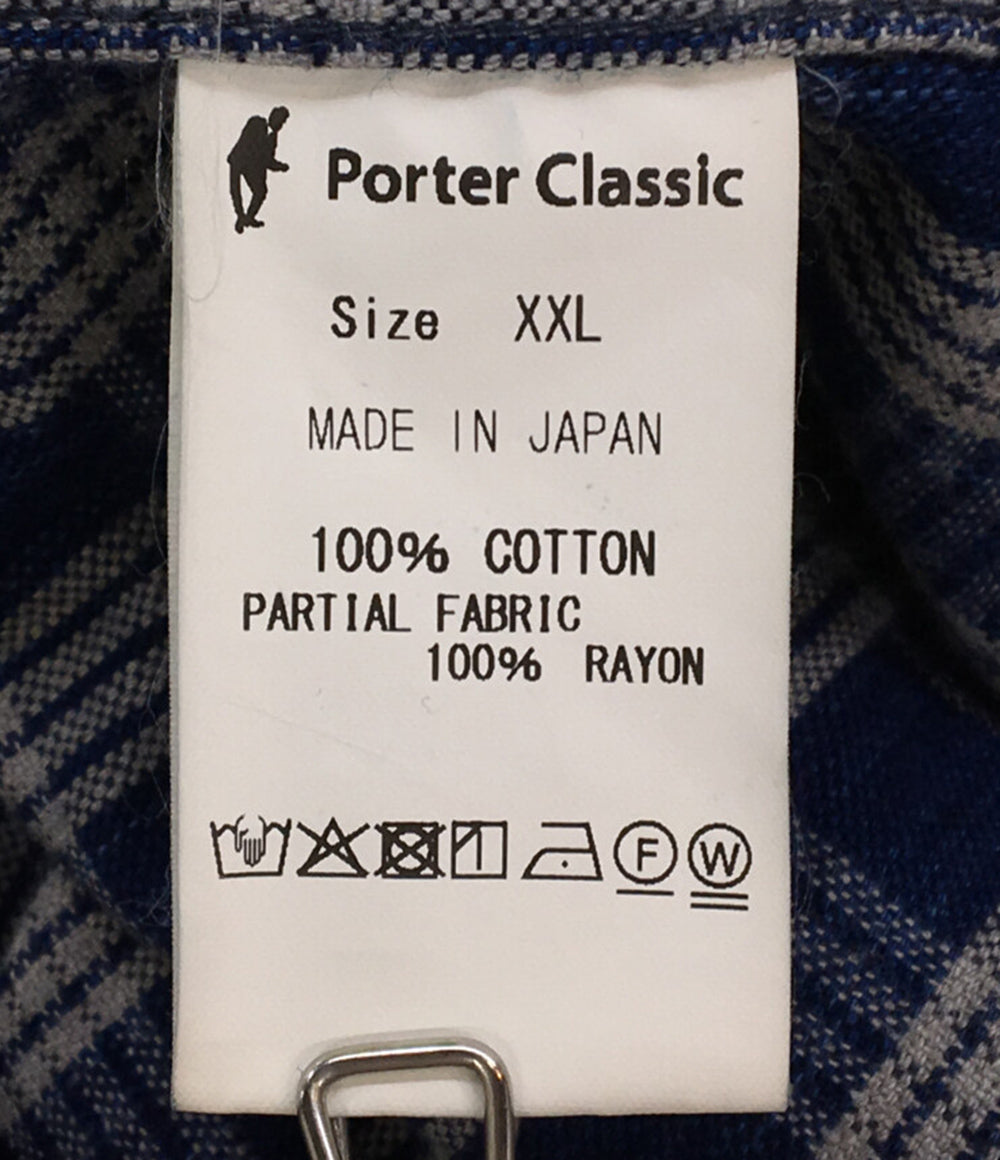 Porter Classic
Size XXL
MADE IN JAPAN
100% COTTON
PARTIAL FABRIC
100% RAYON
F W